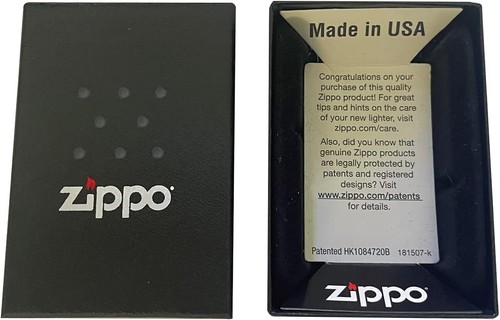 zippo
Made in USA
Congratulations on your
purchase of this quality
Zippo product! For great
tips and hints on the care
of your new lighter, visit
zippo.com/care.
Also, did you know that
genuine Zippo products
are legally protected by
patents and registered
designs? Visit
www.zippo.com/patents
for details.
Patented HK1084720B 181507-k
zippo